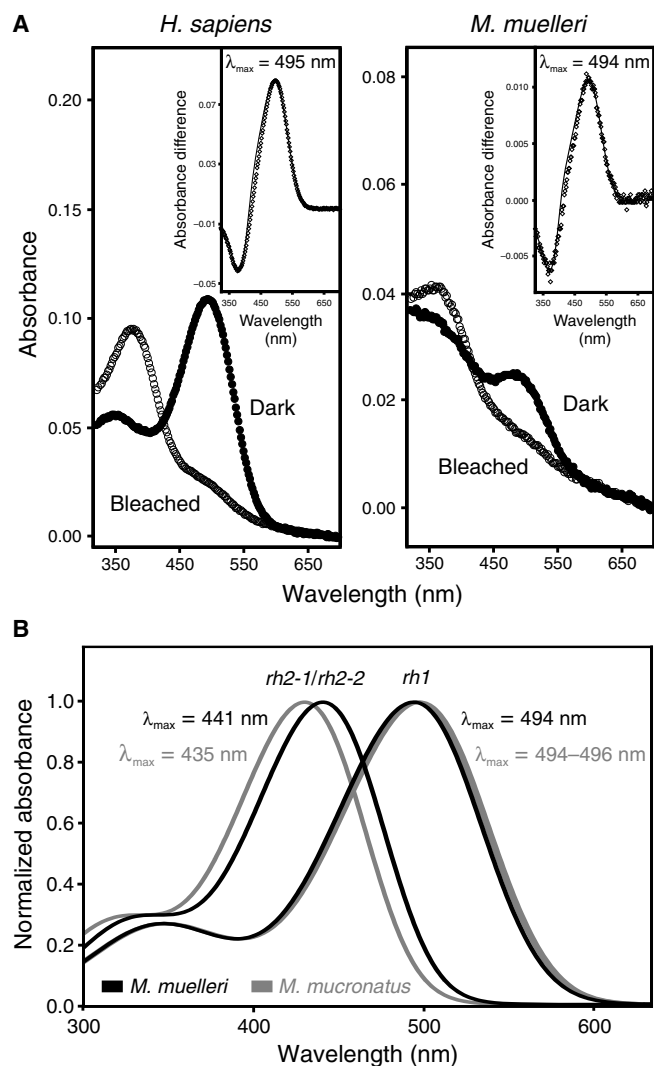 A
H. sapiens
M. muelleri
Absorbance
0.20
0.15
0.10
0.05
0.00
350 450 550 650
Dark
Bleached
λmax = 495 nm
Absorbance difference
0.07
0.03
−0.01
−0.05
350 500 650
Wavelength
(nm)
0.08
0.06
0.04
0.02
0.00
350 450 550 650
Dark
Bleached
λmax = 494 nm
Absorbance difference
0.010
0.005
0.000
−0.005
350 500 650
Wavelength
(nm)
Wavelength (nm)
B
Normalized absorbance
1.0
0.8
0.6
0.4
0.2
0.0
rh2-1/rh2-2
rh1
λmax = 441 nm
λmax = 435 nm
λmax = 494 nm
λmax = 494–496 nm
M. muelleri
M. mucronatus
300 400 500 600
Wavelength (nm)